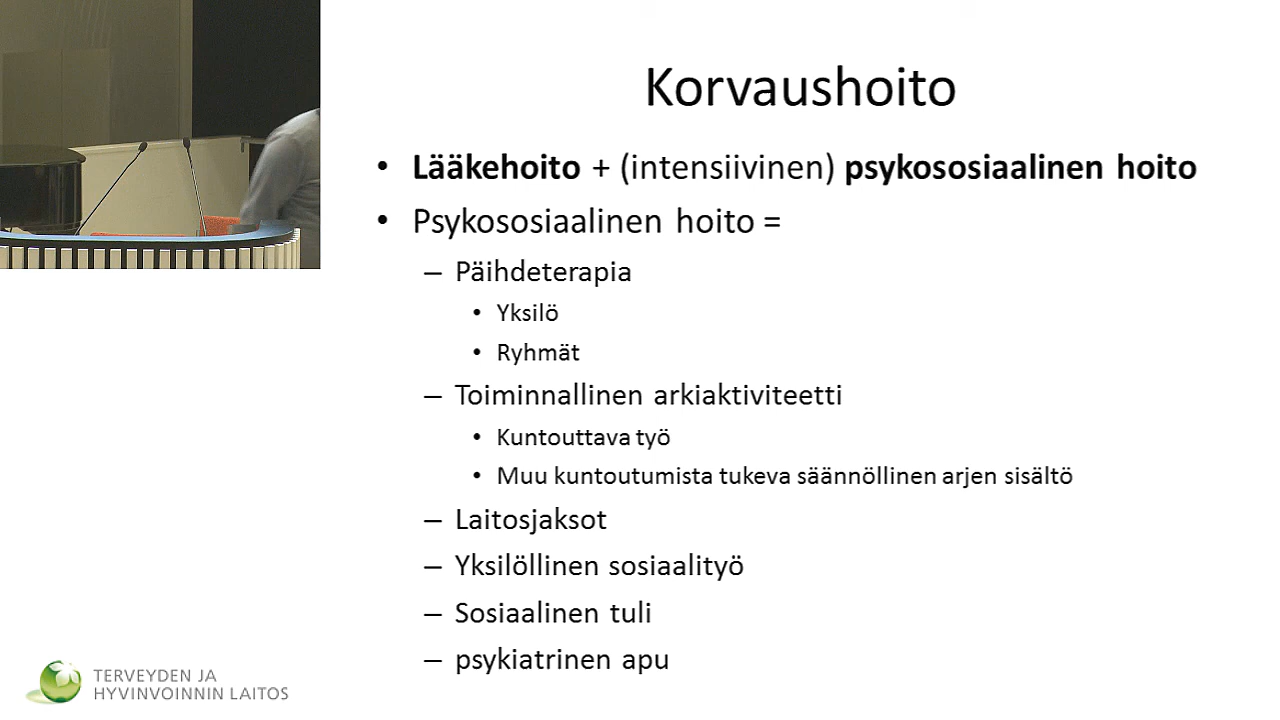 Korvaushoito
• Lääkehoito + (intensiivinen) psykososiaalinen hoito
• Psykososiaalinen hoito =
– Päihdeterapia
• Yksilö
• Ryhmät
– Toiminnallinen arkiaktiviteetti
• Kuntouttava työ
• Muu kuntoutumista tukeva säännöllinen arjen sisältö
– Laitosjaksot
– Yksilöllinen sosiaalityö
– Sosiaalinen tuli
– psykiatrinen apu
TERVEYDEN JA
HYVINVOINNIN LAITOS